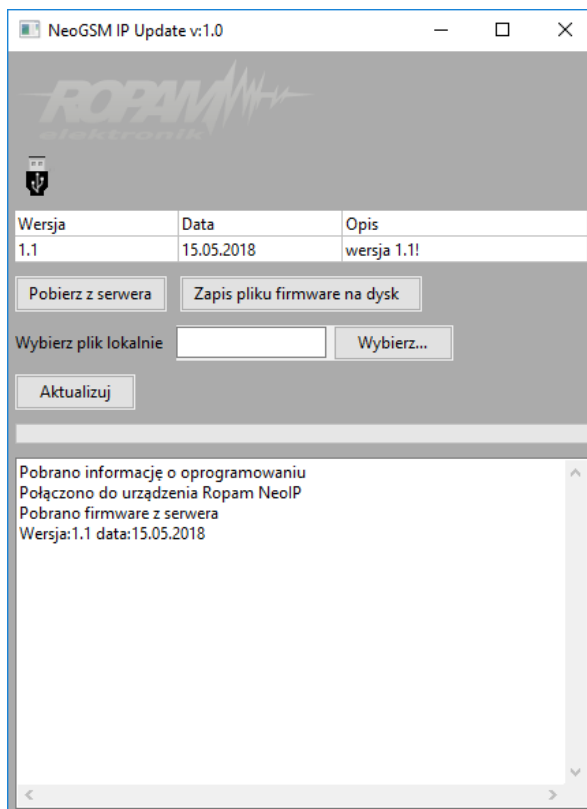 NeoGSM IP Update v:1.0
ROPAM
elektronik
Wersja Data Opis
1.1 15.05.2018 wersja 1.1!
Pobierz z serwera Zapis pliku firmware na dysk
Wybierz plik lokalnie Wybierz...
Aktualizuj
Pobrano informację o oprogramowaniu
Połączono do urządzenia Ropam NeoIP
Pobrano firmware z serwera
Wersja:1.1 data:15.05.2018